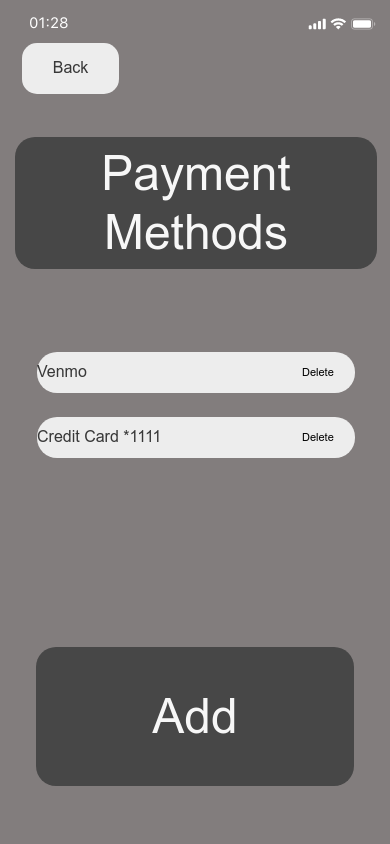 01:28
Back
Payment
Methods
Venmo Delete
Credit Card *1111 Delete
Add